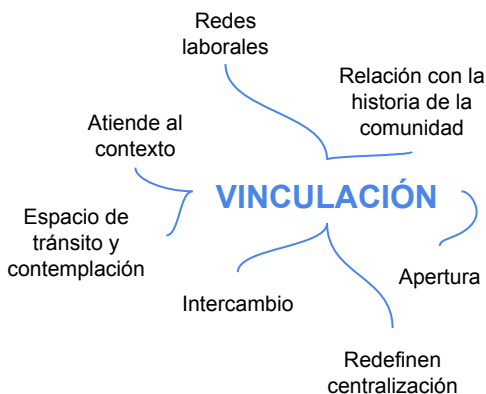 Redes
laborales
Relación con la
historia de la
comunidad
Atiende al
contexto
VINCULACIÓN
Espacio de
tránsito y
contemplación
Apertura
Intercambio
Redefinen
centralización